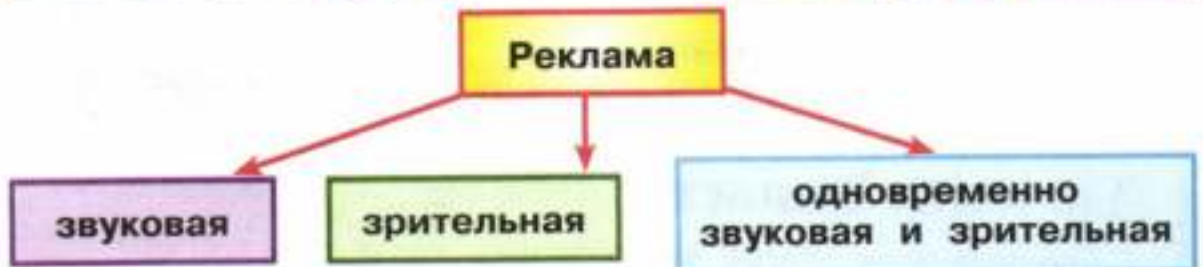 Реклама
звуковая
зрительная
одновременно
звуковая и зрительная